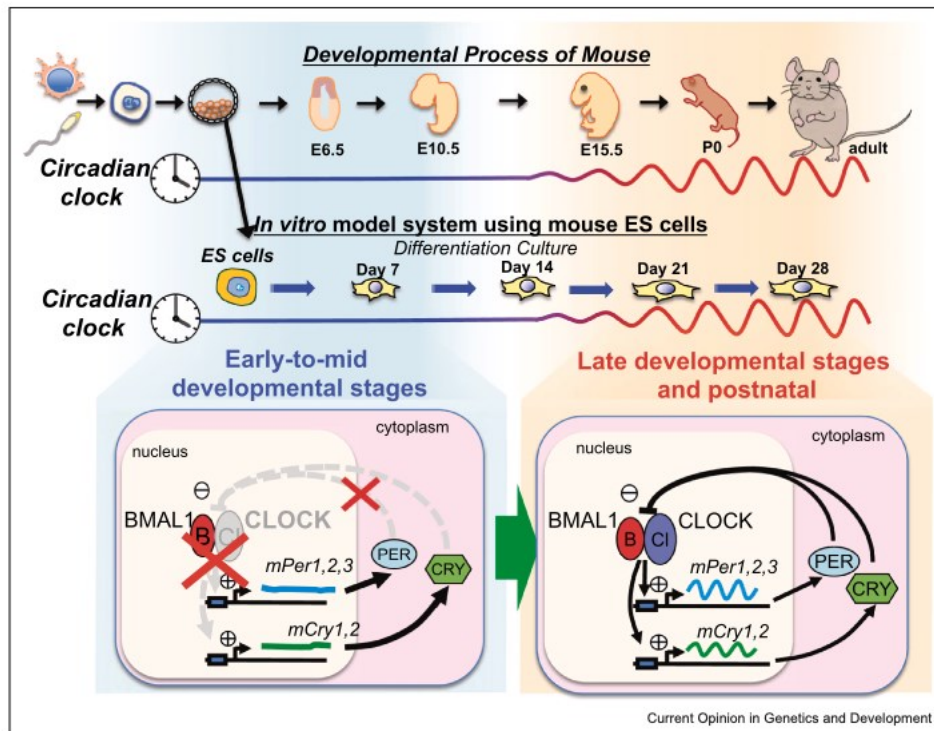 Developmental Process of Mouse
E6.5
E10.5
E15.5
P0
adult
Circadian
clock
In vitro model system using mouse ES cells
Differentiation Culture
ES cells
Day 7
Day 14
Day 21
Day 28
Circadian
clock
Early-to-mid
developmental stages
Late developmental stages
and postnatal
cytoplasm
nucleus
BMAL1
CLOCK
B
Cl
mPer1,2,3
PER
CRY
mCry1,2
cytoplasm
nucleus
BMAL1
CLOCK
B
Cl
mPer1,2,3
PER
CRY
mCry1,2
Current Opinion in Genetics and Development